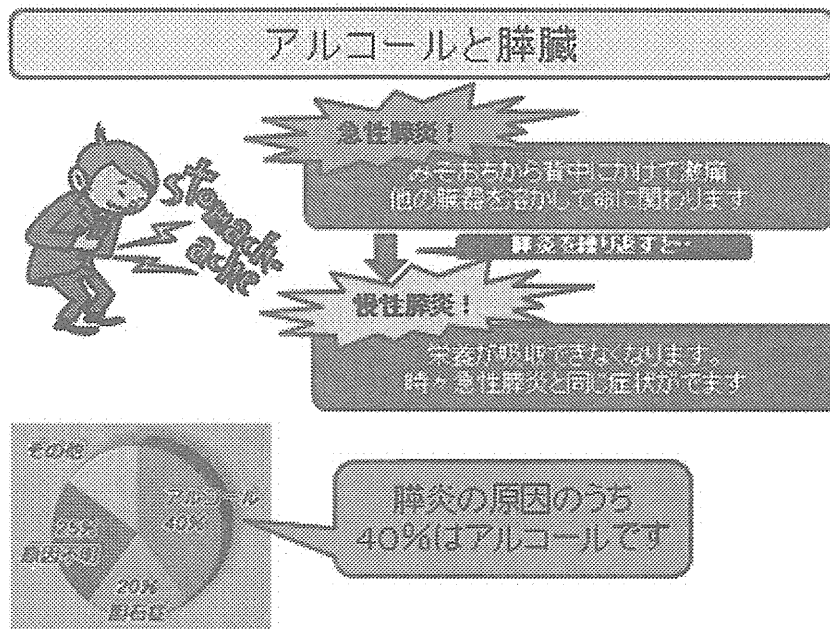 アルコールと膵臓
急性膵炎!
みぞおちから背中にかけて激痛
他の臓器を溶かして命に関わります
stomach-
ache
膵炎を繰り返すと‥
慢性膵炎!
栄養が吸収できなくなります。
時々急性膵炎と同じ症状がでます
その他
アルコール
40%
原因不明
20%
胆石症
膵炎の原因のうち
40%はアルコールです